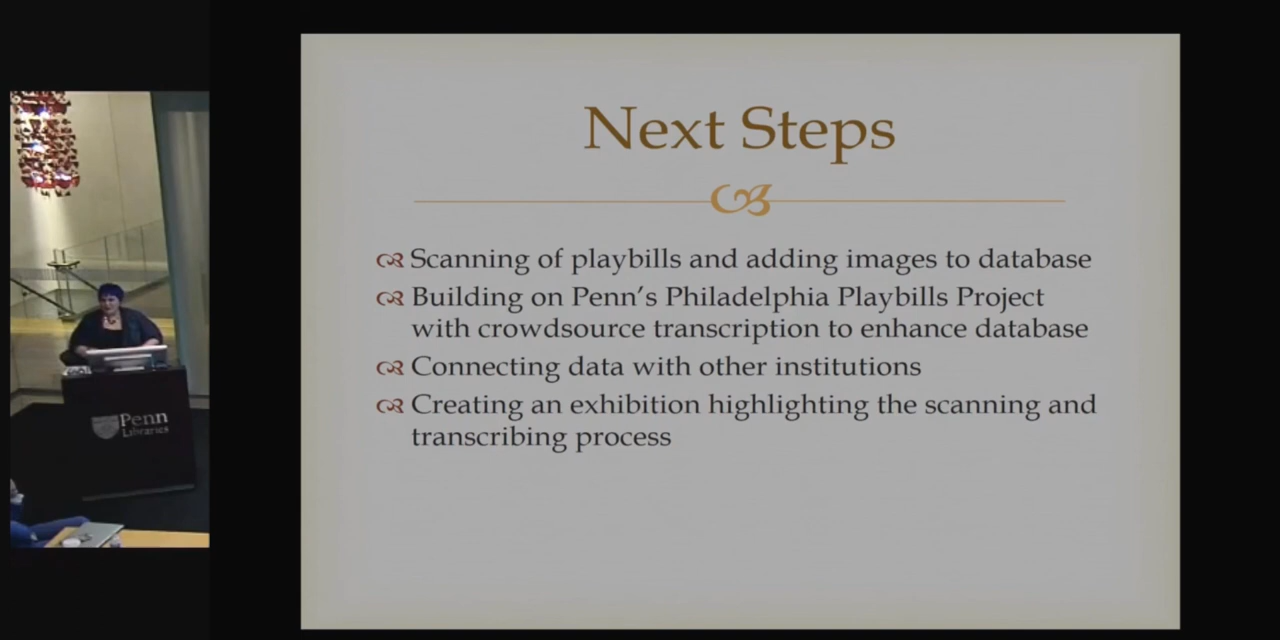 Next Steps
Scanning of playbills and adding images to database
Building on Penn's Philadelphia Playbills Project
with crowdsource transcription to enhance database
Connecting data with other institutions
Creating an exhibition highlighting the scanning and
transcribing process
Penn
Libraries